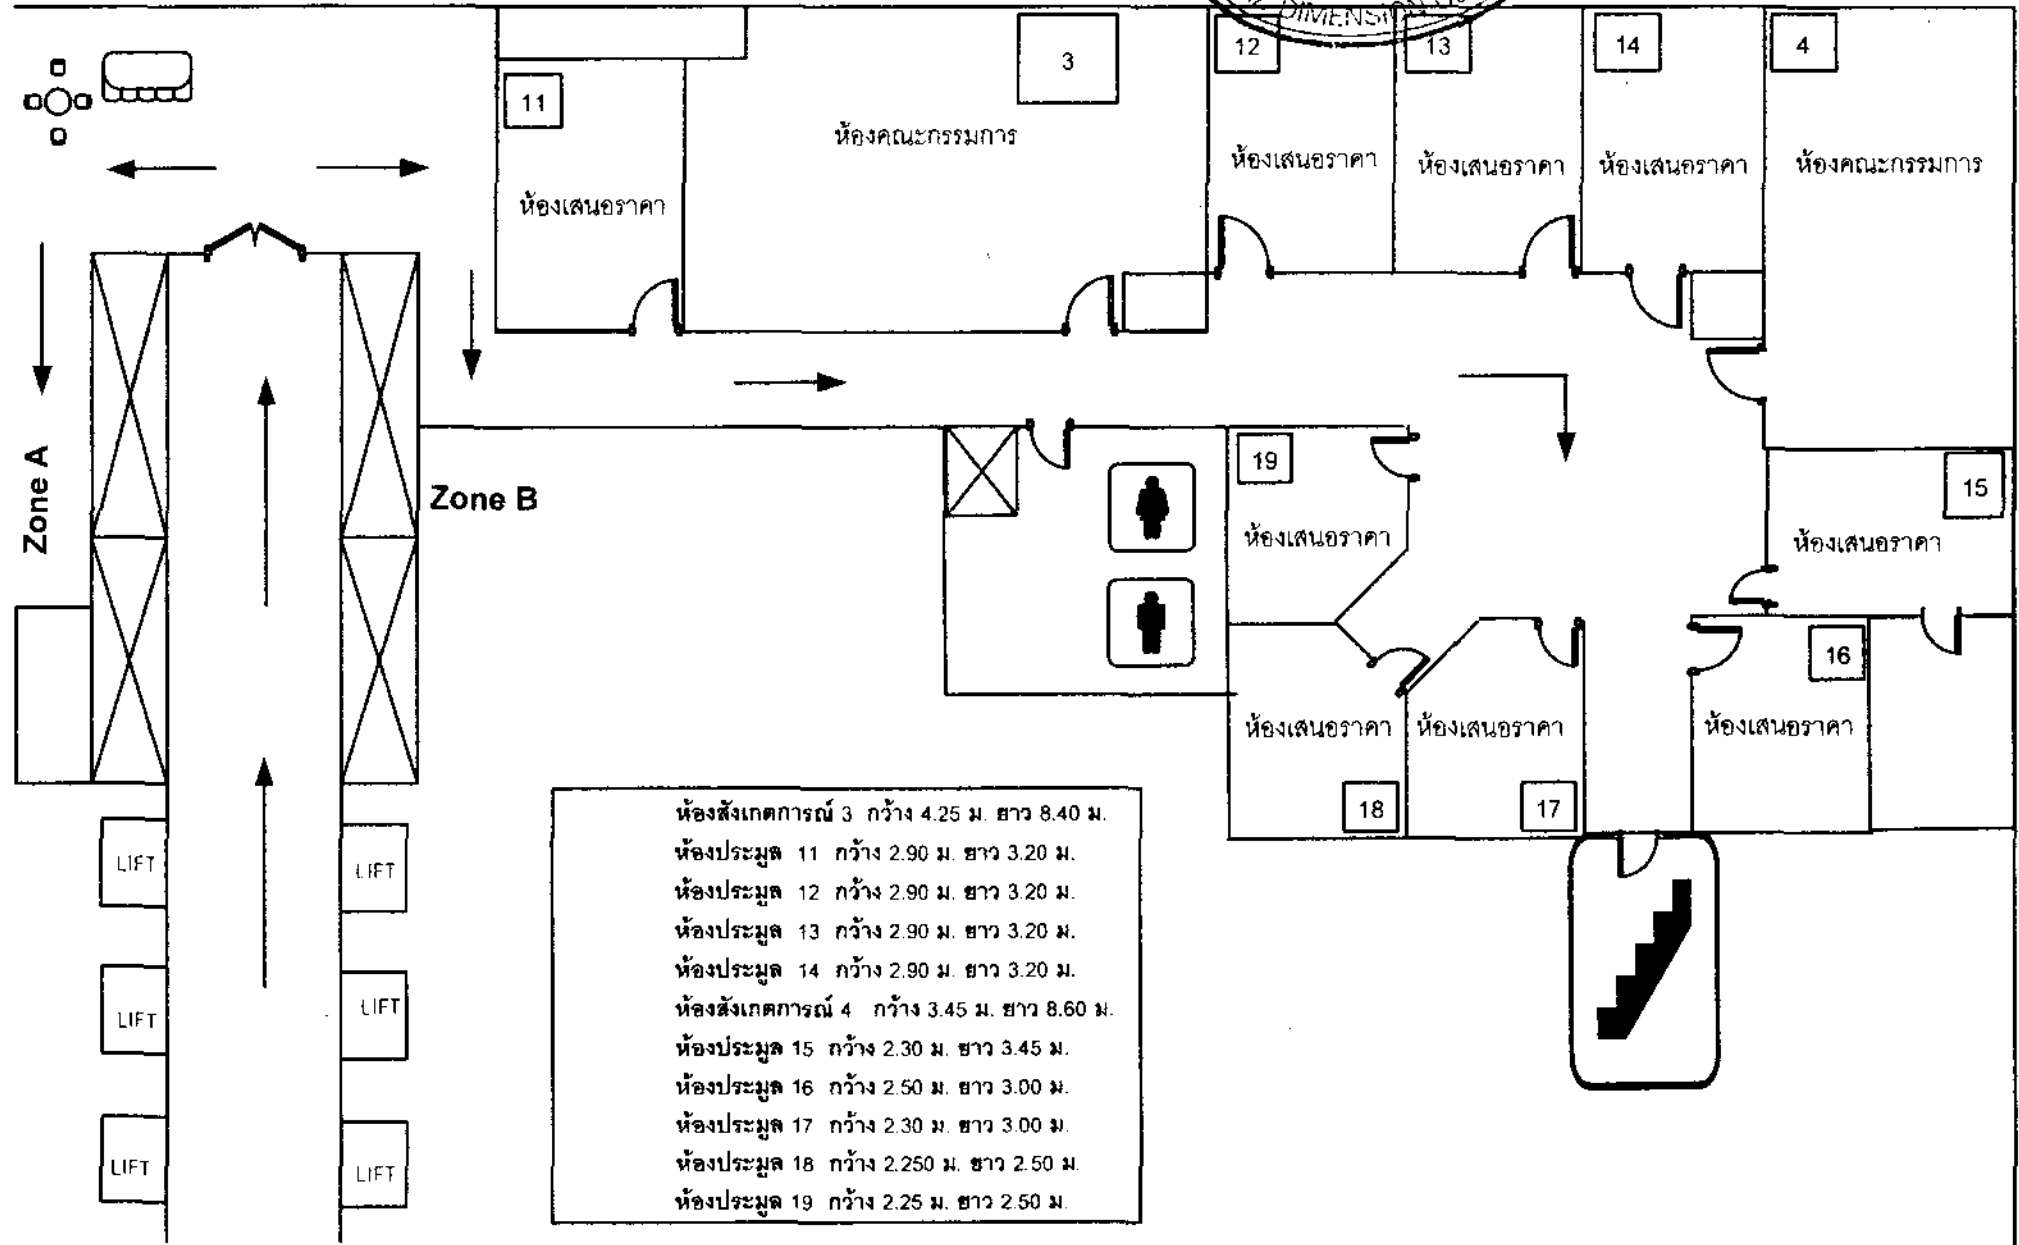 DIMENSION
12
13
14
4
3
11
ห้องคณะกรรมการ
ห้องเสนอราคา
ห้องเสนอราคา
ห้องเสนอราคา
ห้องคณะกรรมการ
ห้องเสนอราคา
Zone A
Zone B
19
15
ห้องเสนอราคา
ห้องเสนอราคา
16
ห้องเสนอราคา
ห้องเสนอราคา
ห้องเสนอราคา
18
17
LIFT
LIFT
LIFT
LIFT
LIFT
LIFT
ห้องสังเกตการณ์ 3 กว้าง 4.25 ม. ยาว 8.40 ม.
ห้องประมูล 11 กว้าง 2.90 ม. ยาว 3.20 ม.
ห้องประมูล 12 กว้าง 2.90 ม. ยาว 3.20 ม.
ห้องประมูล 13 กว้าง 2.90 ม. ยาว 3.20 ม.
ห้องประมูล 14 กว้าง 2.90 ม. ยาว 3.20 ม.
ห้องสังเกตการณ์ 4 กว้าง 3.45 ม. ยาว 8.60 ม.
ห้องประมูล 15 กว้าง 2.30 ม. ยาว 3.45 ม.
ห้องประมูล 16 กว้าง 2.50 ม. ยาว 3.00 ม.
ห้องประมูล 17 กว้าง 2.30 ม. ยาว 3.00 ม.
ห้องประมูล 18 กว้าง 2.250 ม. ยาว 2.50 ม.
ห้องประมูล 19 กว้าง 2.25 ม. ยาว 2.50 ม.